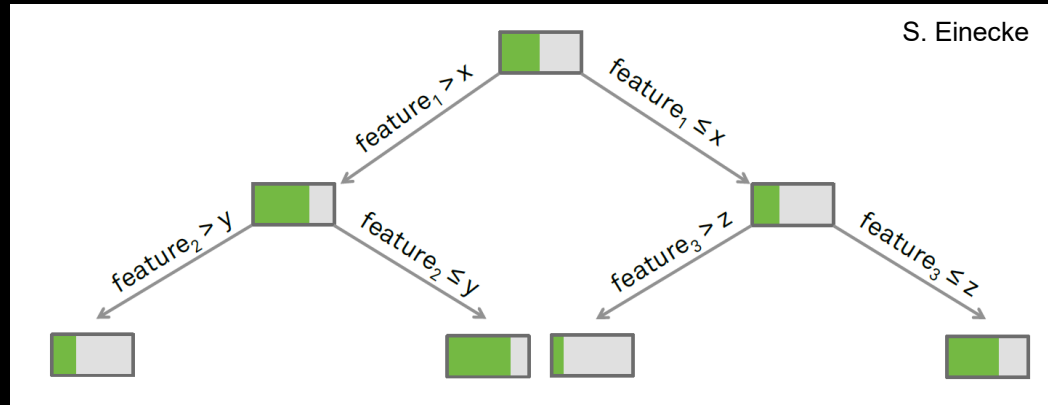 S. Einecke
feature₁ > x
feature₁ ≤ x
feature₂ > y
feature₂ ≤ y
feature₃ > z
feature₃ ≤ z